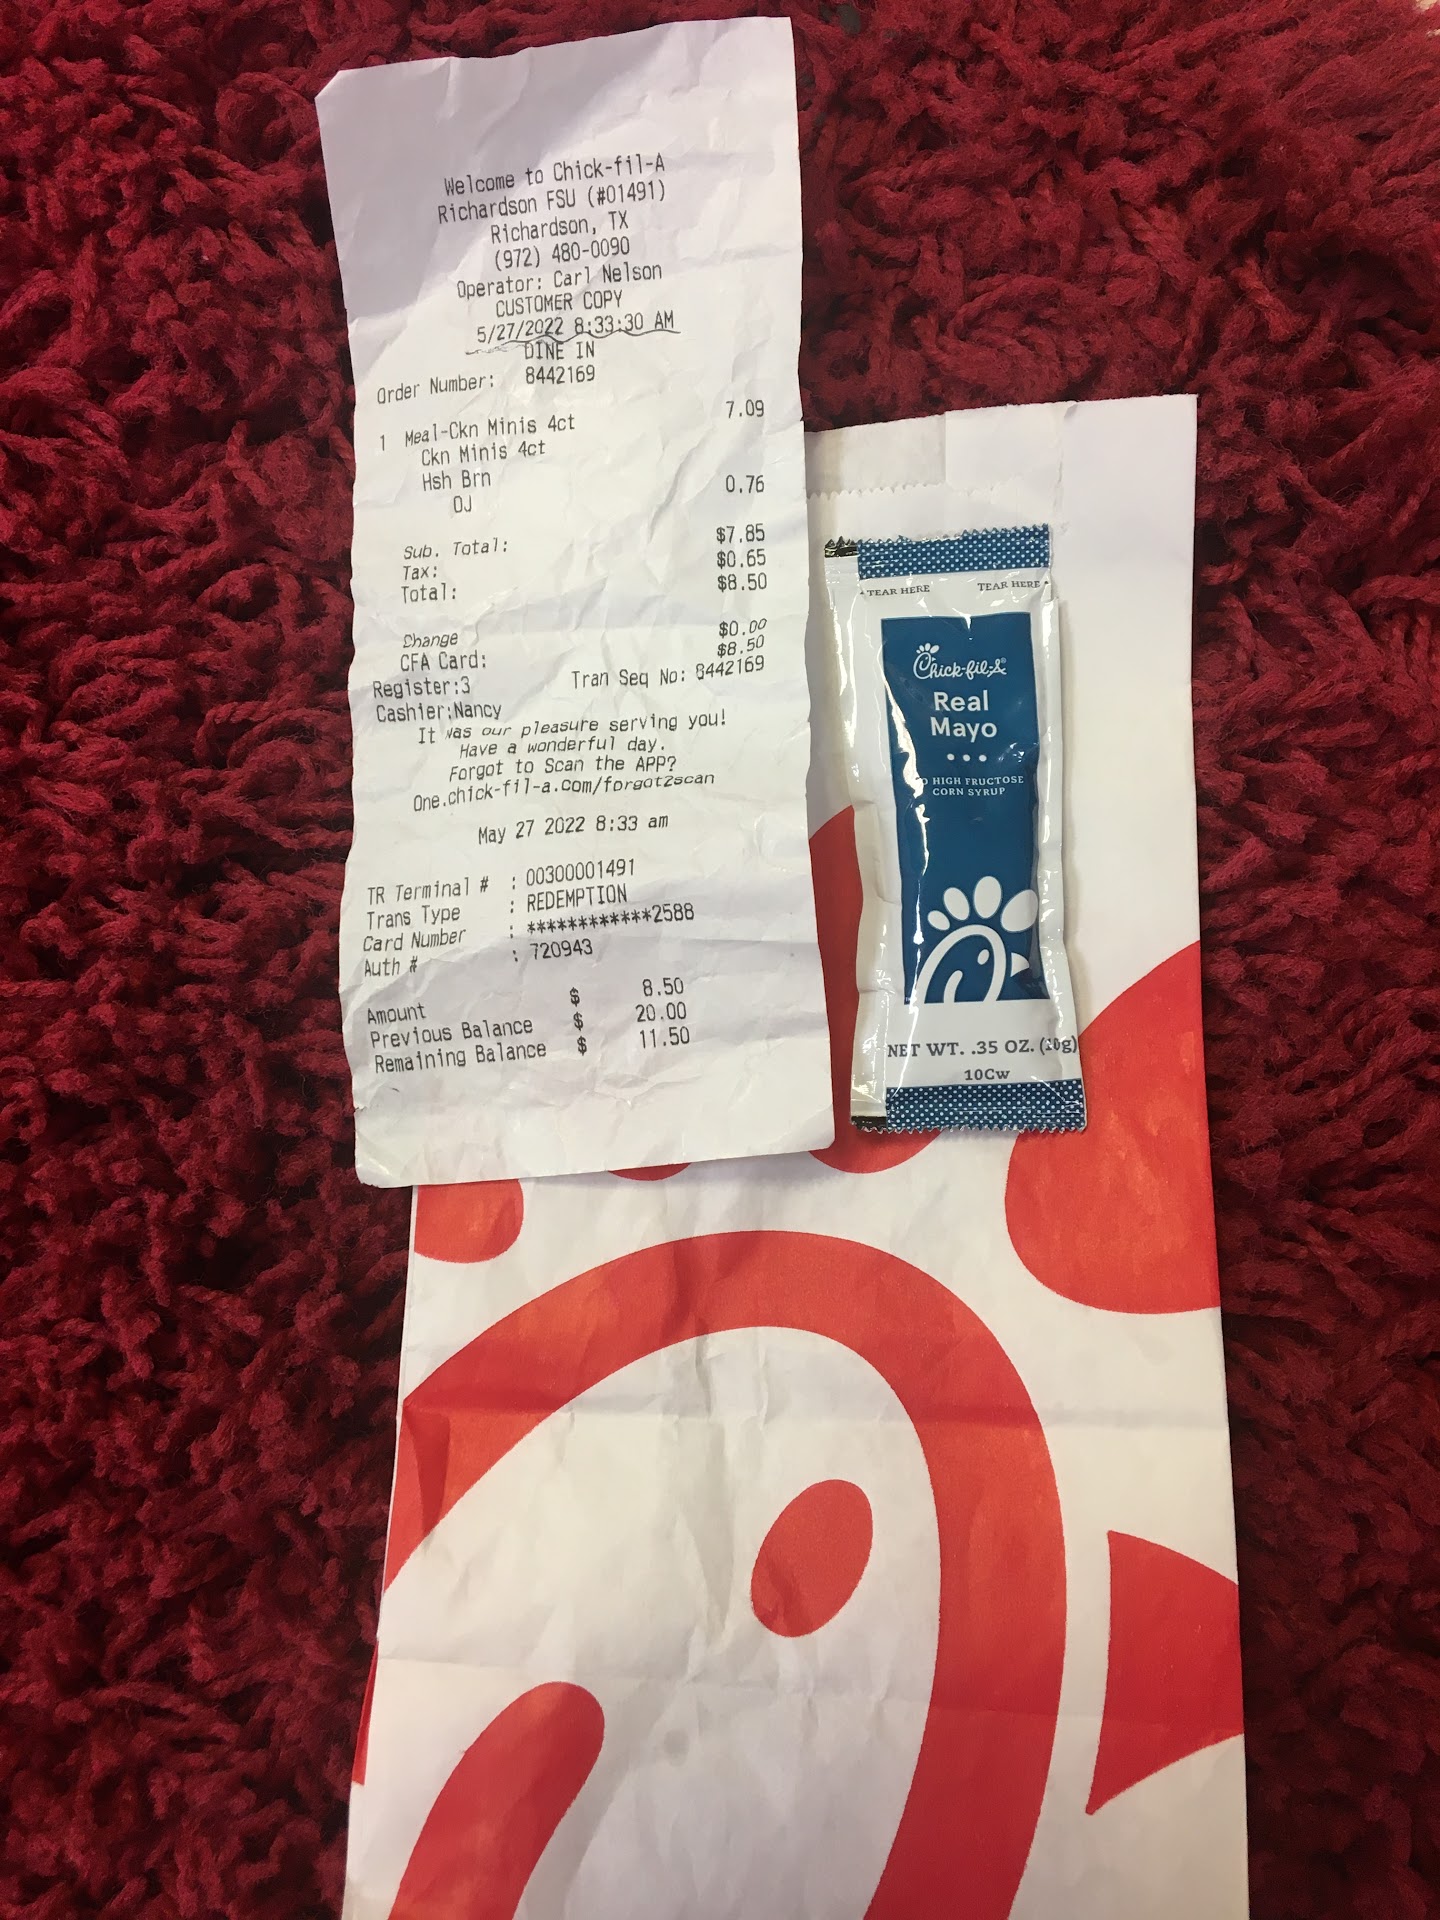 Welcome to Chick-fil-A
Richardson FSU (#01491)
Richardson, TX
(972) 480-0090
Operator: Carl Nelson
CUSTOMER COPY
5/27/2022 8:33:30 AM
DINE IN
Order Number: 8442169
1 Meal-Ckn Minis 4ct 7.09
Ckn Minis 4ct
Hsh Brn
OJ 0.76
Sub. Total: $7.85
Tax: $0.65
Total: $8.50
Change $0.00
CFA Card: $8.50
Register:3 Tran Seq No: 8442169
Cashier:Nancy
It was our pleasure serving you!
Have a wonderful day.
Forgot to Scan the APP?
One.chick-fil-a.com/forgot2scan
May 27 2022 8:33 am
TR Terminal # : 00300001491
Trans Type : REDEMPTION
Card Number : ************2588
Auth # : 720943
Amount $ 8.50
Previous Balance $ 20.00
Remaining Balance $ 11.50
TEAR HERE TEAR HERE
Chick-fil-A
Real
Mayo
HIGH FRUCTOSE
CORN SYRUP
NET WT. .35 OZ. (10g)
10Cw